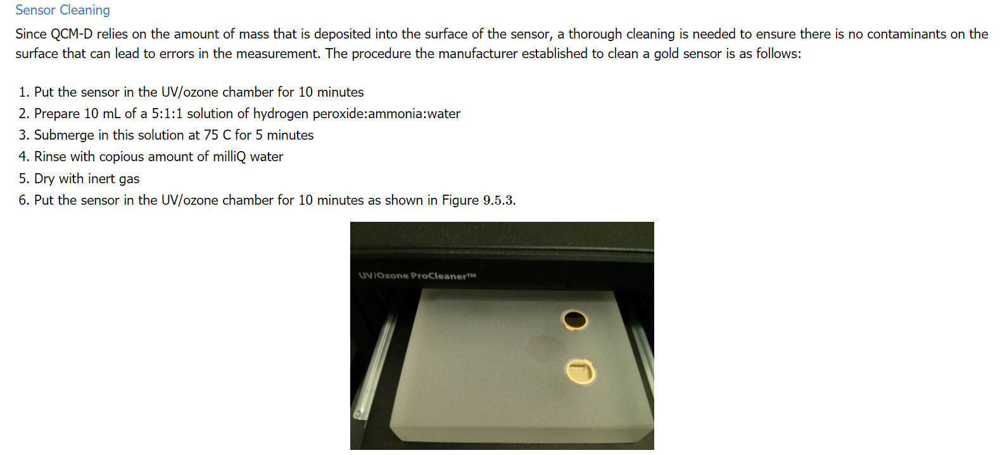 Sensor Cleaning
Since QCM-D relies on the amount of mass that is deposited into the surface of the sensor, a thorough cleaning is needed to ensure there is no contaminants on the
surface that can lead to errors in the measurement. The procedure the manufacturer established to clean a gold sensor is as follows:
1. Put the sensor in the UV/ozone chamber for 10 minutes
2. Prepare 10 mL of a 5:1:1 solution of hydrogen peroxide:ammonia:water
3. Submerge in this solution at 75 C for 5 minutes
4. Rinse with copious amount of milliQ water
5. Dry with inert gas
6. Put the sensor in the UV/ozone chamber for 10 minutes as shown in Figure 9.5.3.
UV/Ozone ProCleaner™